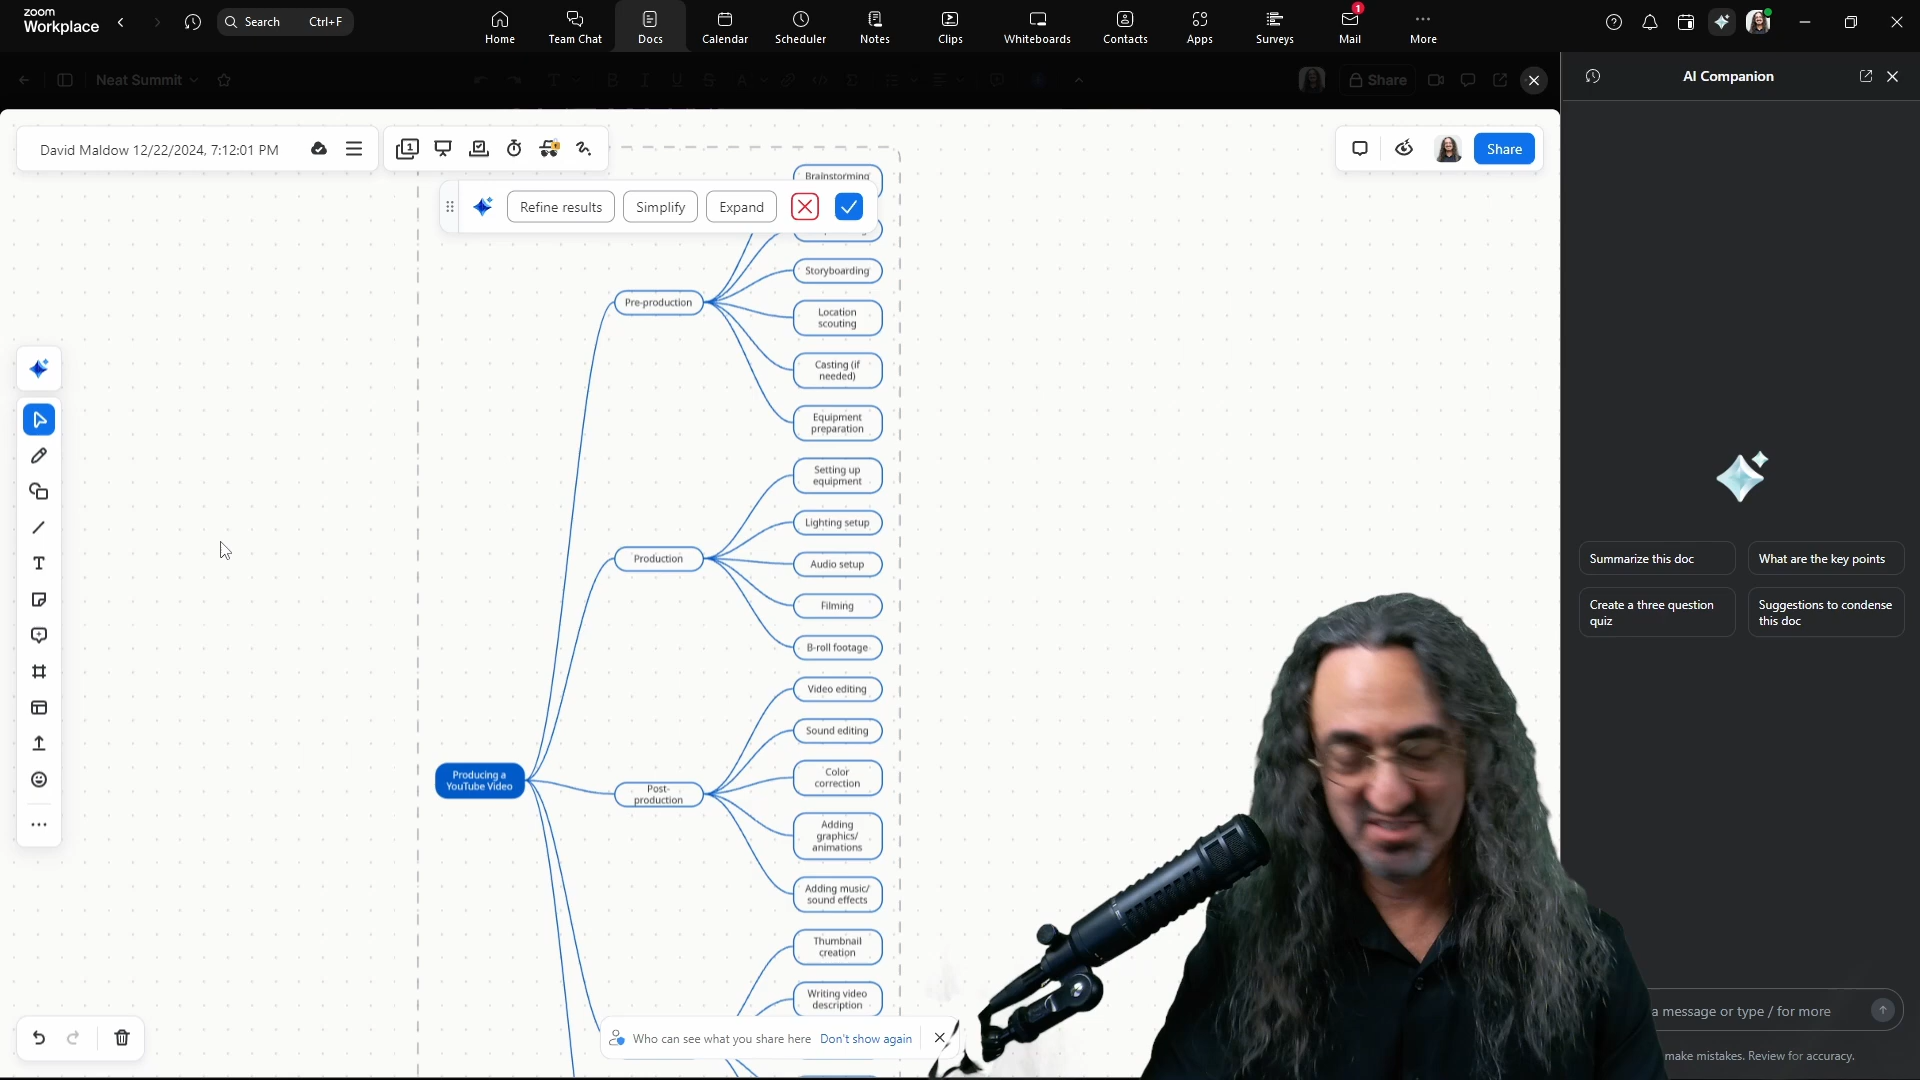 zoom
Workplace
Search Ctrl+F
Home
Team Chat
Docs
Calendar
Scheduler
Notes
Clips
Whiteboards
Contacts
Apps
Surveys
1
Mail
More
Neat Summit
Share
AI Companion
David Maldow 12/22/2024, 7:12:01 PM
1
Share
Refine results
Simplify
Expand
Brainstorming
Storyboarding
Pre-production
Location
scouting
Casting (if
needed)
Equipment
preparation
Setting up
equipment
Lighting setup
Production
Audio setup
Filming
B-roll footage
Video editing
Sound editing
Producing a
YouTube Video
Color
correction
Post-
production
Adding
graphics/
animations
Adding music/
sound effects
Thumbnail
creation
Writing video
description
Who can see what you share here Don't show again
Summarize this doc
What are the key points
Create a three question
quiz
Suggestions to condense
this doc
a message or type / for more
make mistakes. Review for accuracy.